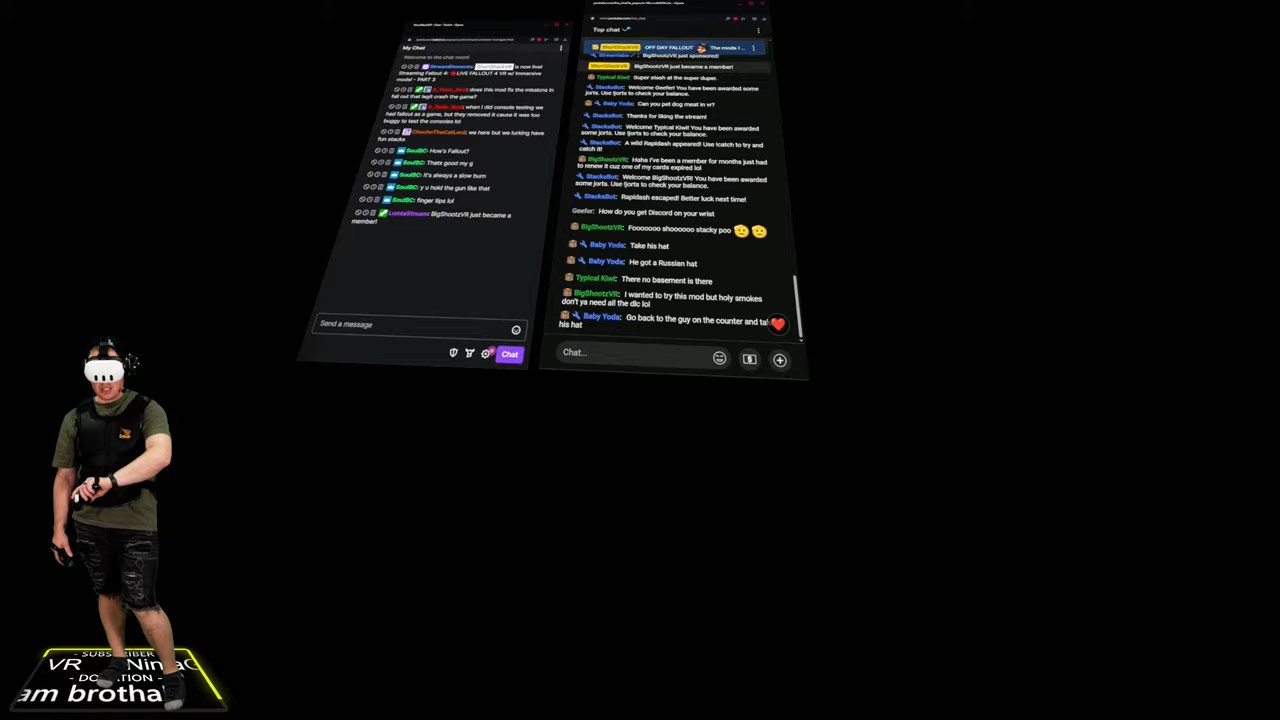 My Chat
Welcome to the chat room!
StreamElements: ShortStackVR is now live!
Streaming Fallout 4: LIVE FALLOUT 4 VR w/ Immersive
mods! - PART 3
does this mod fix the missions in
fall out that legit crash the game?
when I did console testing we
had fallout as a game, but they removed it cause it was too
buggy to test the consoles lol
ChuchoTheCatLord: we here but we lurking have
fun stacks
SoulBC: How's Fallout?
SoulBC: Thats good my g
SoulBC: It's always a slow burn
SoulBC: y u hold the gun like that
SoulBC: finger tips lol
LumiaStreams: BigShootzVR just became a
member!
Send a message
Chat
Top chat
ShortStackVR OFF DAY FALLOUT The mods I ...
BigShootzVR just sponsored!
ShortStackVR BigShootzVR just became a member!
Typical Kiwi: Super stash at the super duper.
StacksBot: Welcome Geefer! You have been awarded
some jorts. Use !jorts to check your balance.
Baby Yoda: Can you pet dog meat in vr?
StacksBot: Thanks for liking the stream!
StacksBot: Welcome Typical Kiwi! You have been awarded
some jorts. Use !jorts to check your balance.
StacksBot: A wild Rapidash appeared! Use !catch to try and
catch it!
BigShootzVR: Haha I've been a member for months just had
to renew it cuz one of my cards expired lol
StacksBot: Welcome BigShootzVR! You have been awarded
some jorts. Use !jorts to check your balance.
StacksBot: Rapidash escaped! Better luck next time!
Geefer: How do you get Discord on your wrist
BigShootzVR: Fooooooo shoooooo stacky poo
Baby Yoda: Take his hat
Baby Yoda: He got a Russian hat
Typical Kiwi: There no basement is there
BigShootzVR: I wanted to try this mod but holy smokes
don't ya need all the dlc lol
Baby Yoda: Go back to the guy on the counter and ta
his hat
Chat...
- SUBSCRIBER -
VR NinjaC
- DONATION -
am brotha